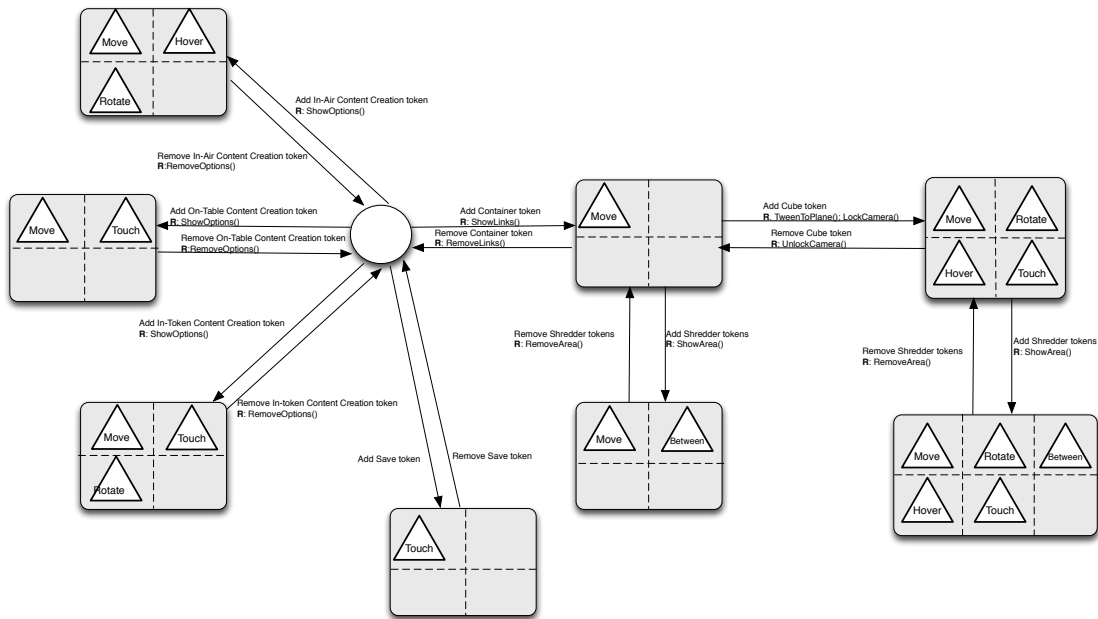 Move
Hover
Rotate
Add In-Air Content Creation token
R: ShowOptions()
Remove In-Air Content Creation token
R:RemoveOptions()
Move
Touch
Add On-Table Content Creation token
R: ShowOptions()
Remove On-Table Content Creation token
R:RemoveOptions()
Add Container token
R: ShowLinks()
Remove Container token
R: RemoveLinks()
Move
Add Cube token
R. TweenToPlane(); LockCamera()
Remove Cube token
R: UnlockCamera()
Move
Rotate
Hover
Touch
Add In-Token Content Creation token
R: ShowOptions()
Remove In-token Content Creation token
R: RemoveOptions()
Move
Touch
Rotate
Add Save token
Remove Save token
Touch
Remove Shredder tokens
R: RemoveArea()
Add Shredder tokens
R: ShowArea()
Move
Between
Remove Shredder tokens
R: RemoveArea()
Add Shredder tokens
R: ShowArea()
Move
Rotate
Between
Hover
Touch